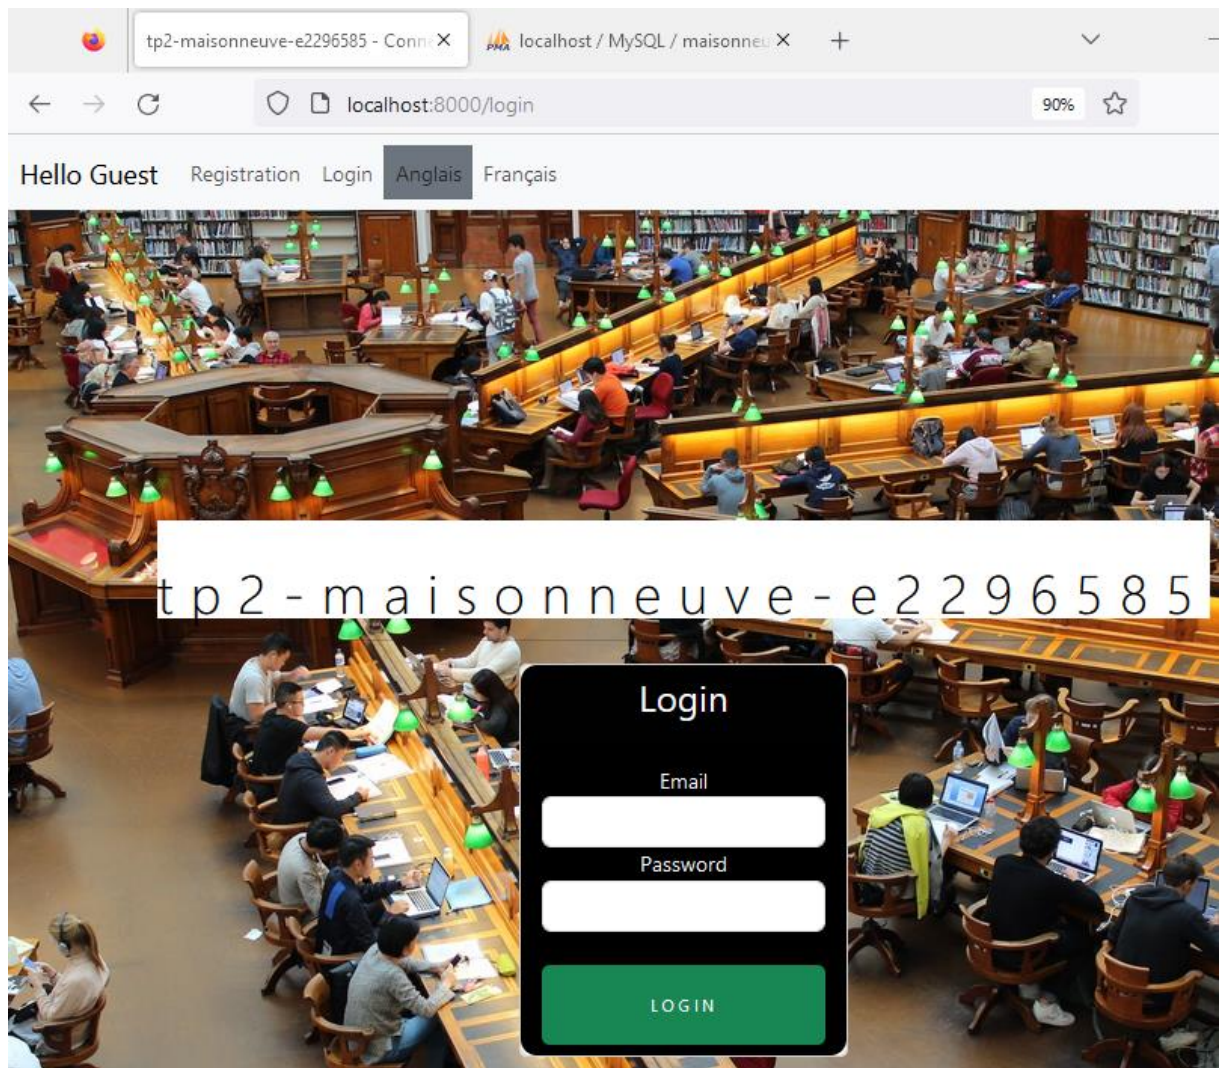 tp2-maisonneuve-e2296585 - Conn
PMA localhost / MySQL / maisonneu
localhost:8000/login
90%
Hello Guest Registration Login Anglais Français
tp2-maisonneuve-e2296585
Login
Email
Password
LOGIN